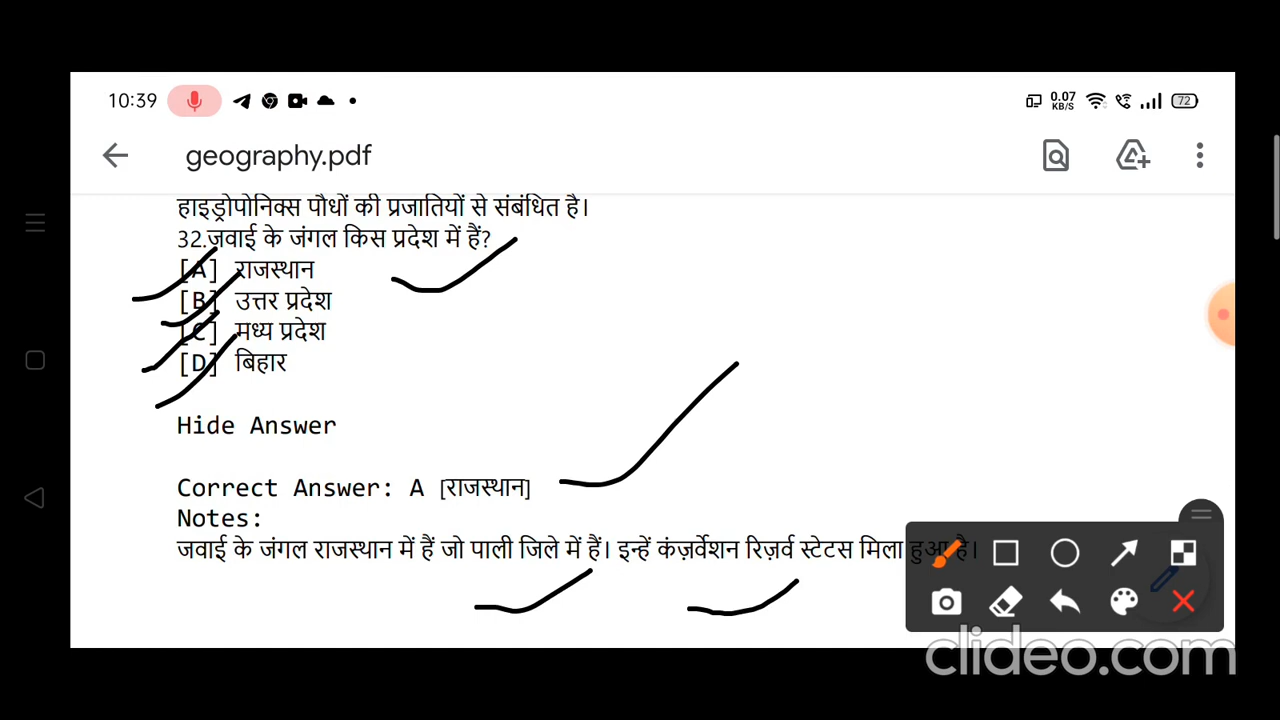 10:39
0.07
KB/S
72
geography.pdf
हाइड्रोपोनिक्स पौधों की प्रजातियों से संबंधित है।
32.जवाई के जंगल किस प्रदेश में हैं?
[A] राजस्थान
[B] उत्तर प्रदेश
[C] मध्य प्रदेश
[D] बिहार
Hide Answer
Correct Answer: A [राजस्थान]
Notes:
जवाई के जंगल राजस्थान में हैं जो पाली जिले में हैं। इन्हें कंज़र्वेशन रिज़र्व स्टेटस मिला हुआ है।
clideo.com